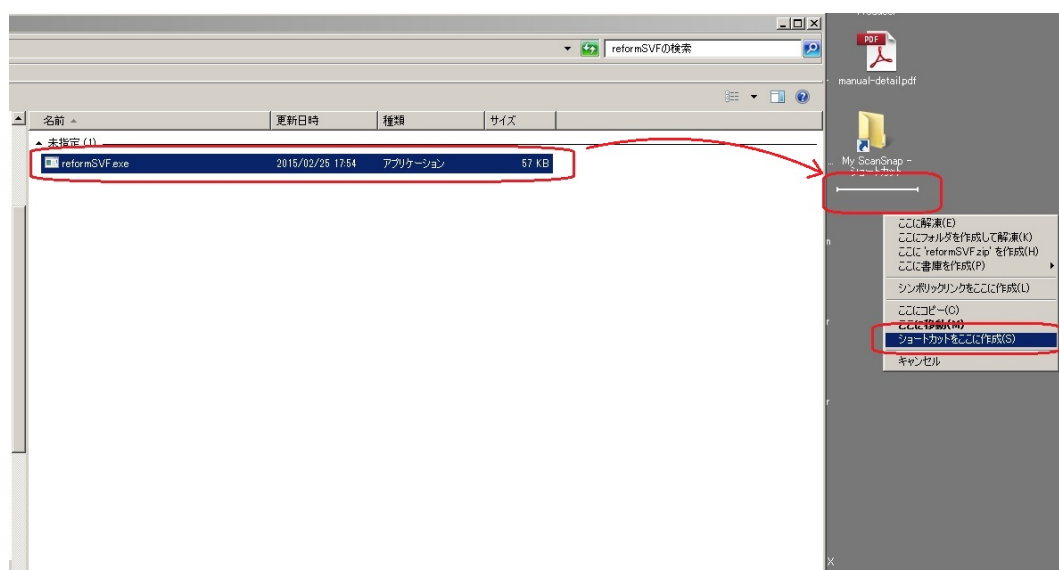 reformSVFの検索
PDF
manual-detail.pdf
名前
更新日時
種類
サイズ
未指定 (1)
reformSVF.exe
2015/02/25 17:54
アプリケーション
57 KB
... My ScanSnap -
ショートカット
ここに解凍(E)
ここにフォルダを作成して解凍(K)
ここに 'reformSVF.zip' を作成(H)
ここに書庫を作成(P)
シンボリックリンクをここに作成(L)
ここにコピー(C)
ここに移動(M)
ショートカットをここに作成(S)
キャンセル
n
r
r
X